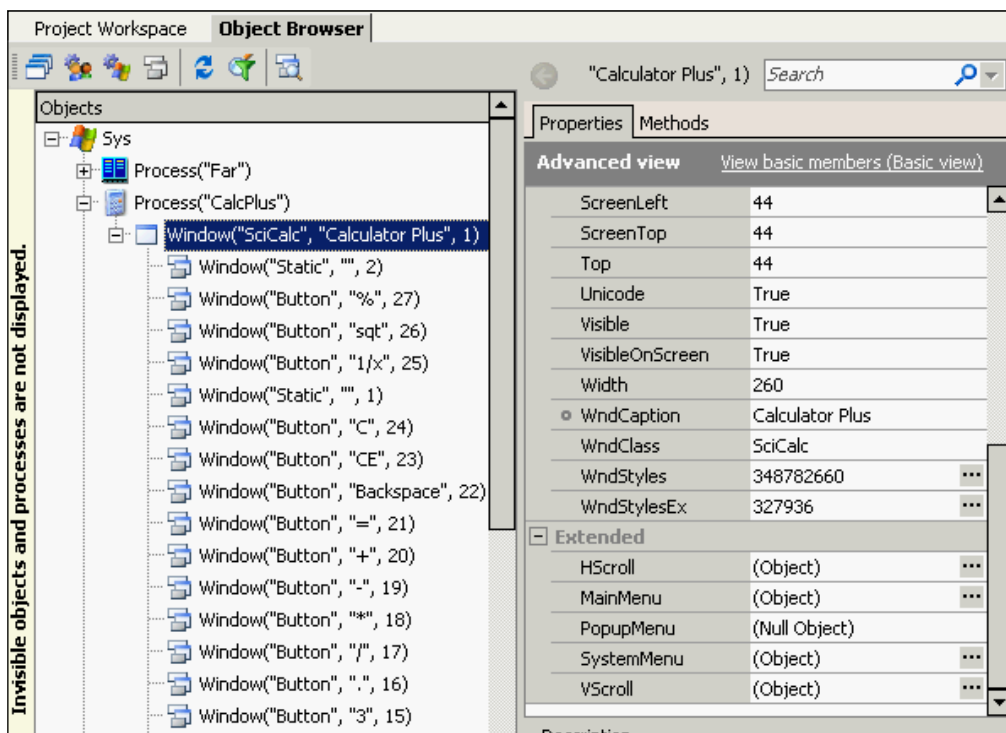 Project Workspace Object Browser
"Calculator Plus", 1) Search
Objects
Sys
Process("Far")
Process("CalcPlus")
Window("SciCalc", "Calculator Plus", 1)
Window("Static", "", 2)
Window("Button", "%", 27)
Window("Button", "sqt", 26)
Window("Button", "1/x", 25)
Window("Static", "", 1)
Window("Button", "C", 24)
Window("Button", "CE", 23)
Window("Button", "Backspace", 22)
Window("Button", "=", 21)
Window("Button", "+", 20)
Window("Button", "-", 19)
Window("Button", "*", 18)
Window("Button", "/", 17)
Window("Button", ".", 16)
Window("Button", "3", 15)
Invisible objects and processes are not displayed.
Properties Methods
Advanced view View basic members (Basic view)
ScreenLeft 44
ScreenTop 44
Top 44
Unicode True
Visible True
VisibleOnScreen True
Width 260
WndCaption Calculator Plus
WndClass SciCalc
WndStyles 348782660 ...
WndStylesEx 327936 ...
Extended
HScroll (Object) ...
MainMenu (Object) ...
PopupMenu (Null Object)
SystemMenu (Object) ...
VScroll (Object) ...
Description